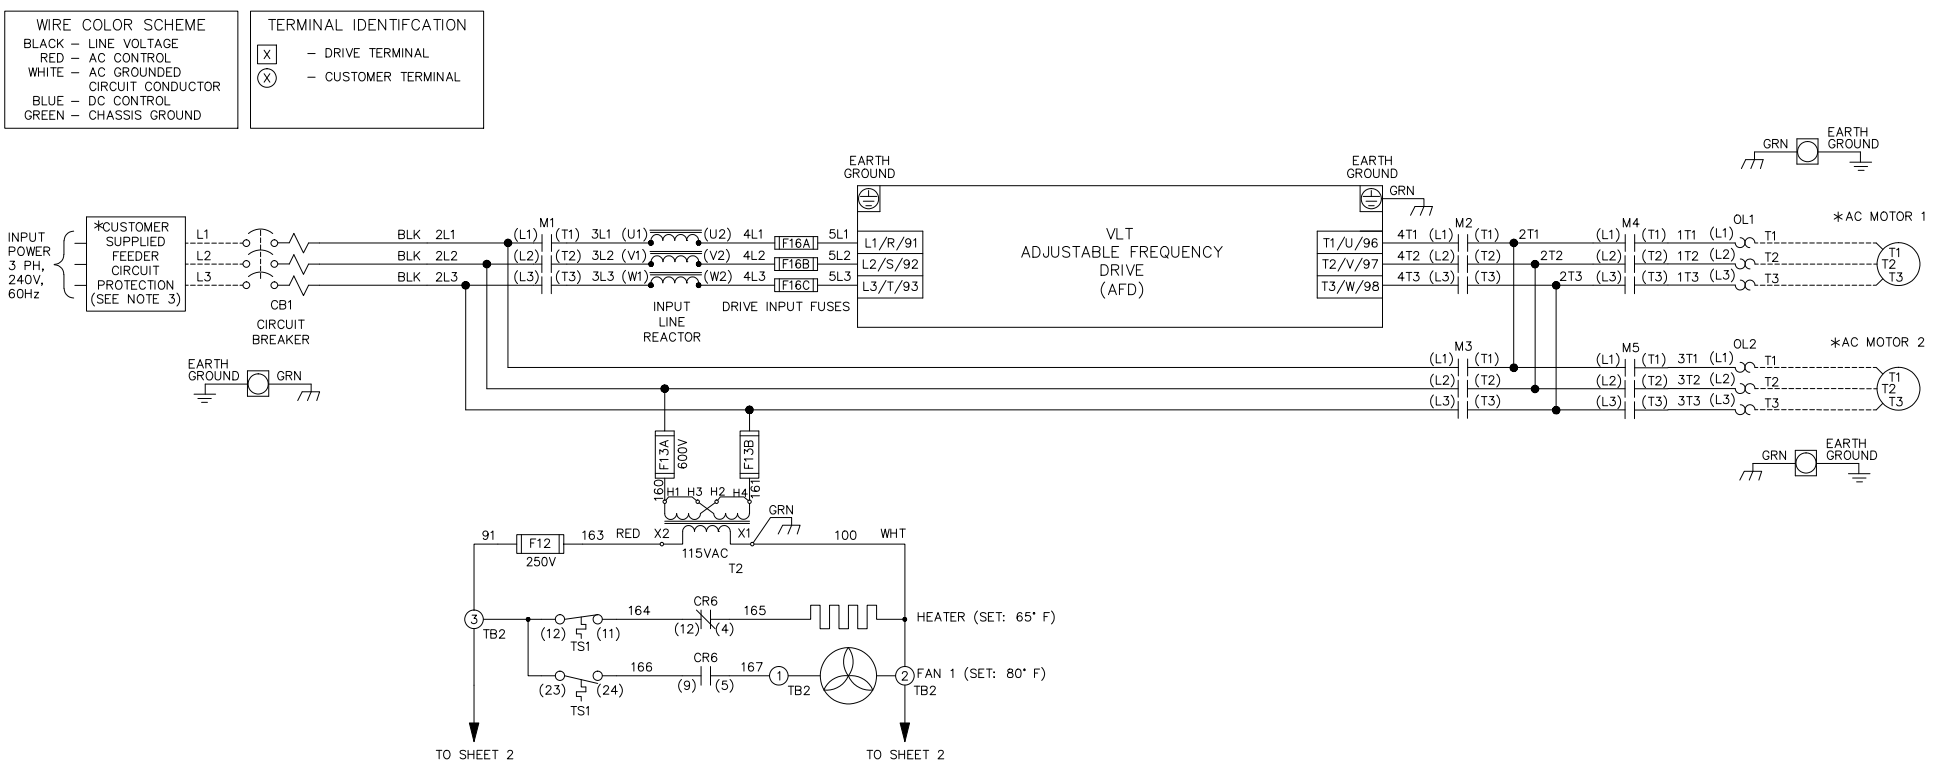 WIRE COLOR SCHEME
BLACK – LINE VOLTAGE
RED – AC CONTROL
WHITE – AC GROUNDED
CIRCUIT CONDUCTOR
BLUE – DC CONTROL
GREEN – CHASSIS GROUND
TERMINAL IDENTIFCATION
X – DRIVE TERMINAL
X – CUSTOMER TERMINAL
INPUT
POWER
3 PH,
240V,
60Hz
*CUSTOMER
SUPPLIED
FEEDER
CIRCUIT
PROTECTION
(SEE NOTE 3)
L1
L2
L3
CB1
CIRCUIT
BREAKER
EARTH
GROUND
GRN
BLK 2L1
BLK 2L2
BLK 2L3
M1
(L1) (T1) 3L1 (U1) (U2) 4L1 F16A 5L1
(L2) (T2) 3L2 (V1) (V2) 4L2 F16B 5L2
(L3) (T3) 3L3 (W1) (W2) 4L3 F16C 5L3
INPUT
LINE
REACTOR
DRIVE INPUT FUSES
EARTH
GROUND
L1/R/91
L2/S/92
L3/T/93
VLT
ADJUSTABLE FREQUENCY
DRIVE
(AFD)
EARTH
GROUND
GRN
T1/U/96
T2/V/97
T3/W/98
M2
4T1 (L1) (T1) 2T1
4T2 (L2) (T2) 2T2
4T3 (L3) (T3) 2T3
M4
(L1) (T1) 1T1 (L1)
(L2) (T2) 1T2 (L2)
(L3) (T3) 1T3 (L3)
OL1
T1
T2
T3
*AC MOTOR 1
T1
T2
T3
GRN
EARTH
GROUND
M3
(L1) (T1)
(L2) (T2)
(L3) (T3)
M5
(L1) (T1) 3T1 (L1)
(L2) (T2) 3T2 (L2)
(L3) (T3) 3T3 (L3)
OL2
T1
T2
T3
*AC MOTOR 2
T1
T2
T3
GRN
EARTH
GROUND
F13A
600V
F13B
160
161
H1 H3 H2 H4
GRN
91 F12 163 RED X2 X1 100 WHT
250V
115VAC
T2
3
TB2
(12) (11)
TS1
164
CR6
(12) (4)
165
HEATER (SET: 65° F)
(23) (24)
TS1
166
CR6
(9) (5)
167
1
TB2
2
TB2
FAN 1 (SET: 80° F)
TO SHEET 2
TO SHEET 2